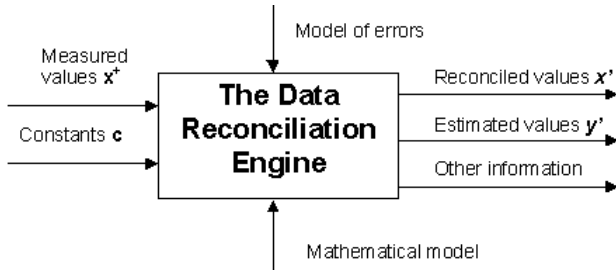 Model of errors
Measured
values x⁺
Constants c
The Data
Reconciliation
Engine
Reconciled values x'
Estimated values y'
Other information
Mathematical model